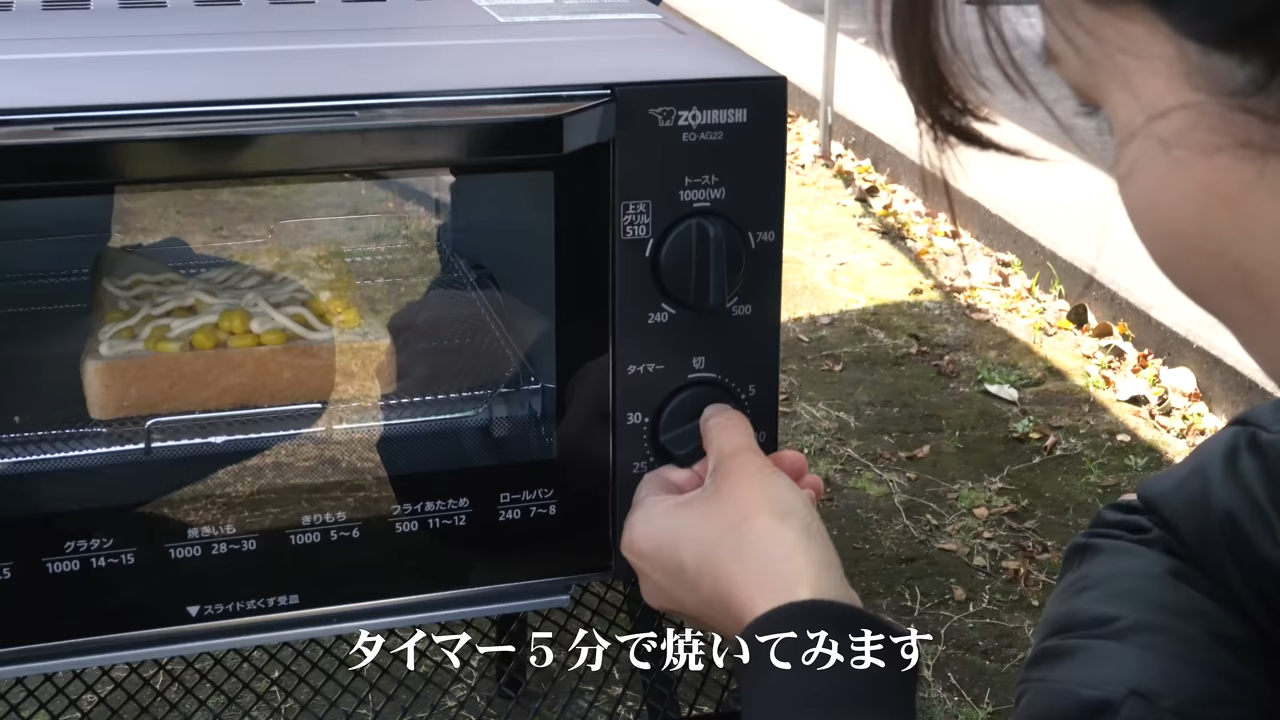 ZOJIRUSHI
EQ-AG22
トースト
1000(W)
上火
グリル
510
740
240
500
タイマー
切
5
30
25
グラタン
1000 14〜15
焼きいも
1000 28〜30
きりもち
1000 5〜6
フライあたため
500 11〜12
ロールパン
240 7〜8
▼スライド式くず受皿
タイマー５分で焼いてみます